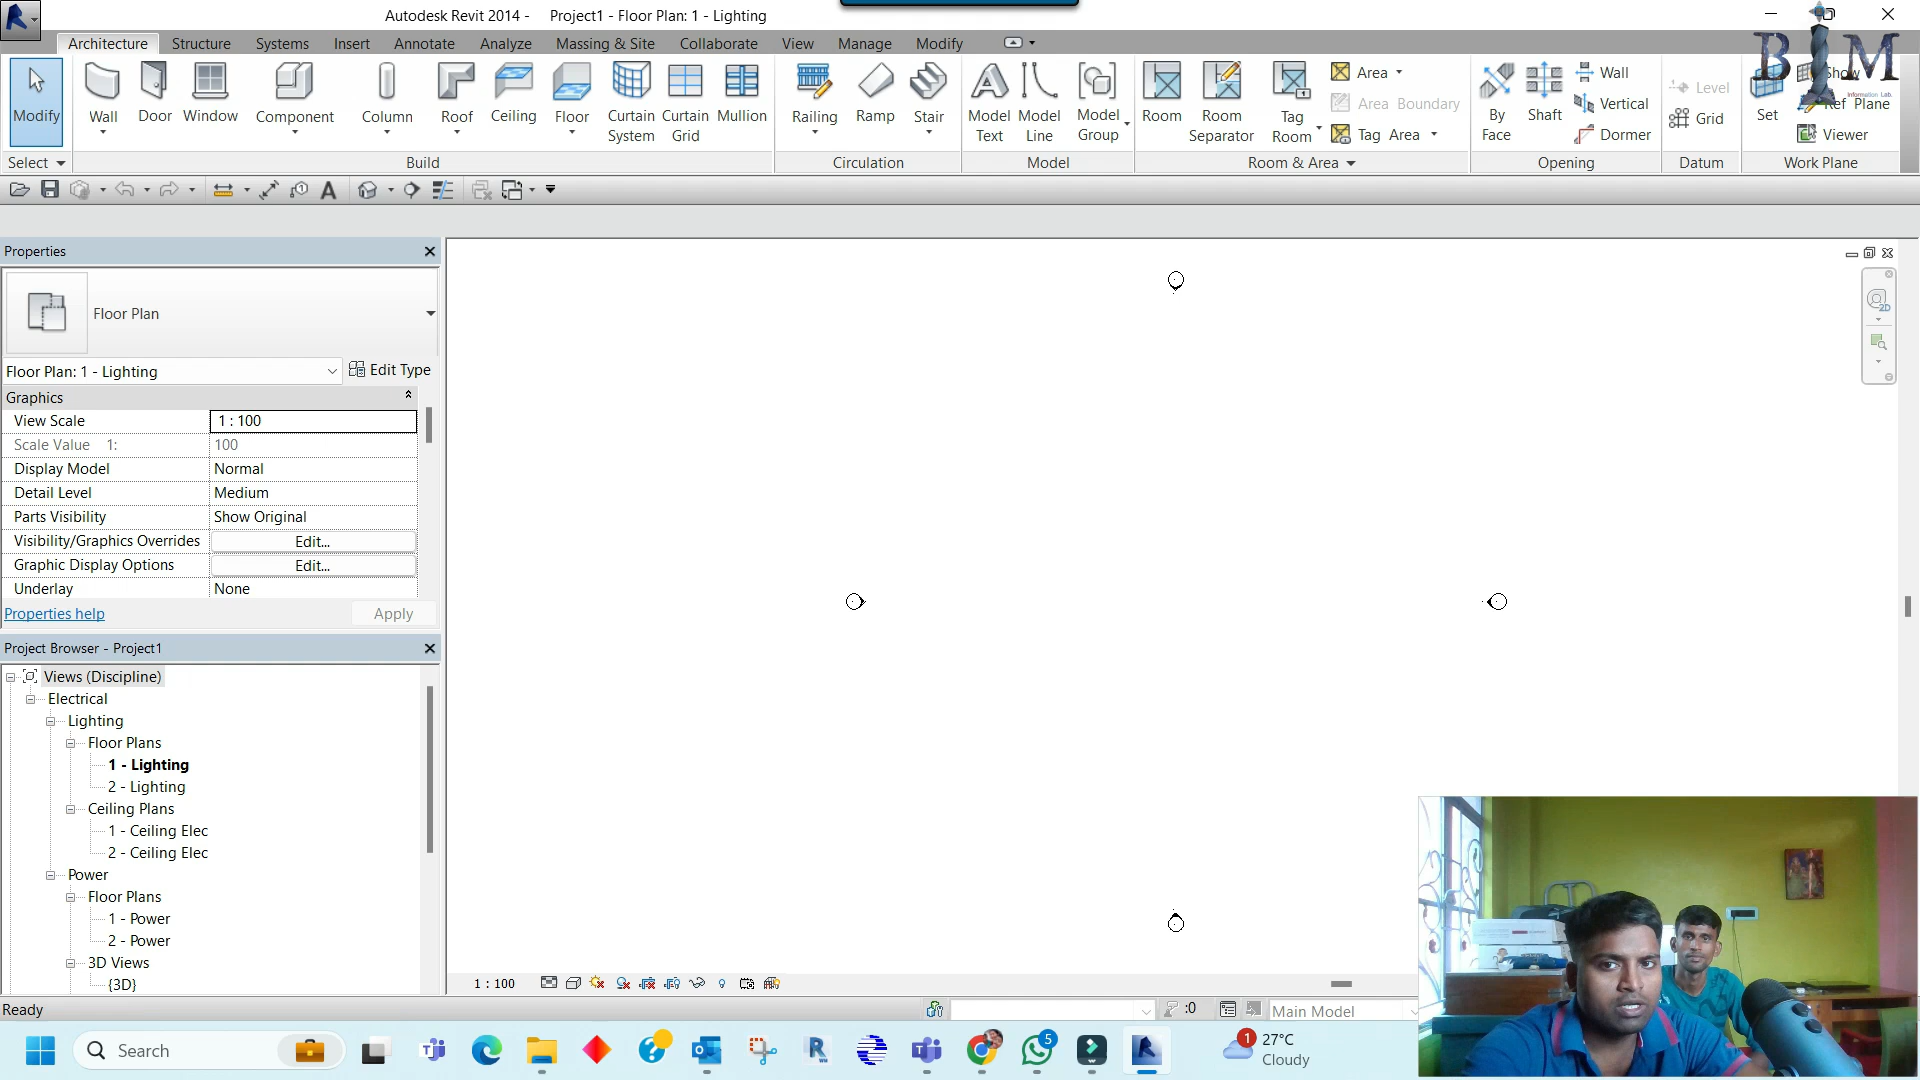 Autodesk Revit 2014 - Project1 - Floor Plan: 1 - Lighting
Architecture Structure Systems Insert Annotate Analyze Massing & Site Collaborate View Manage Modify
Modify Wall Door Window Component Column Roof Ceiling Floor Curtain System Curtain Grid Mullion Railing Ramp Stair Model Text Model Line Model Group Room Room Separator Tag Room
Area
Area Boundary
Tag Area
By Face Shaft
Wall
Vertical
Dormer
Level
Grid
Set
Show
Ref Plane
Viewer
BIM
Information Lab.
Select Build Circulation Model Room & Area Opening Datum Work Plane
A
Properties
Floor Plan
Floor Plan: 1 - Lighting Edit Type
Graphics
View Scale 1 : 100
Scale Value 1: 100
Display Model Normal
Detail Level Medium
Parts Visibility Show Original
Visibility/Graphics Overrides Edit...
Graphic Display Options Edit...
Underlay None
Properties help Apply
2D
Project Browser - Project1
Views (Discipline)
Electrical
Lighting
Floor Plans
1 - Lighting
2 - Lighting
Ceiling Plans
1 - Ceiling Elec
2 - Ceiling Elec
Power
Floor Plans
1 - Power
2 - Power
3D Views
{3D}
1 : 100
Ready :0 Main Model
Search
5
1
27°C
Cloudy